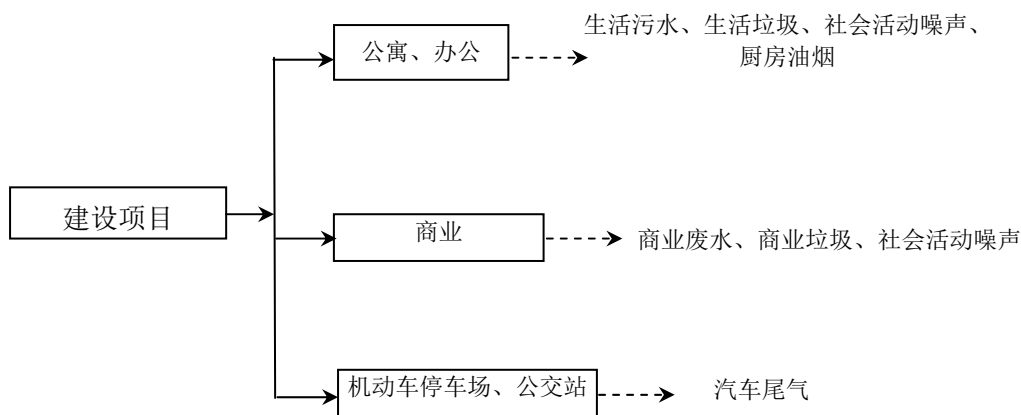 生活污水、生活垃圾、社会活动噪声、
厨房油烟
公寓、办公
建设项目
商业
商业废水、商业垃圾、社会活动噪声
机动车停车场、公交站
汽车尾气